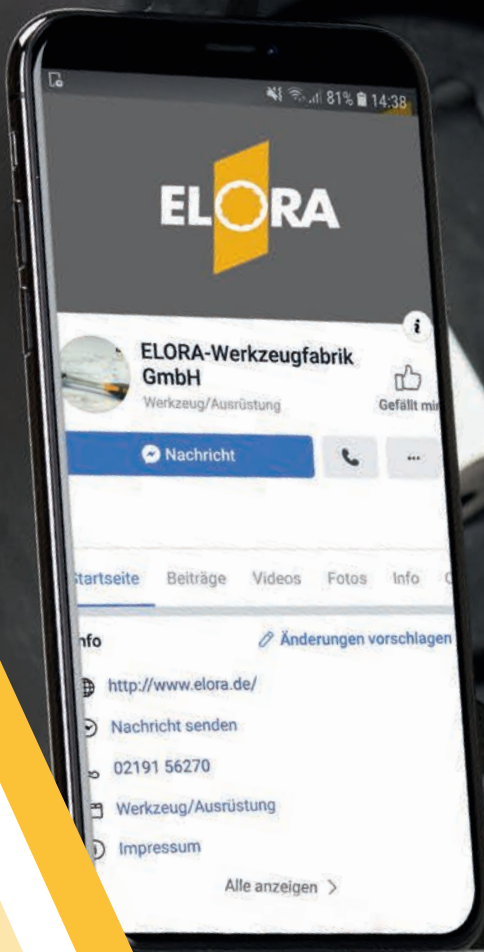 81% 14:38
ELORA
i
ELORA-Werkzeugfabrik
GmbH
Werkzeug/Ausrüstung
Gefällt mir
Nachricht
Startseite Beiträge Videos Fotos Info
Info
Änderungen vorschlagen
http://www.elora.de/
Nachricht senden
02191 56270
Werkzeug/Ausrüstung
Impressum
Alle anzeigen